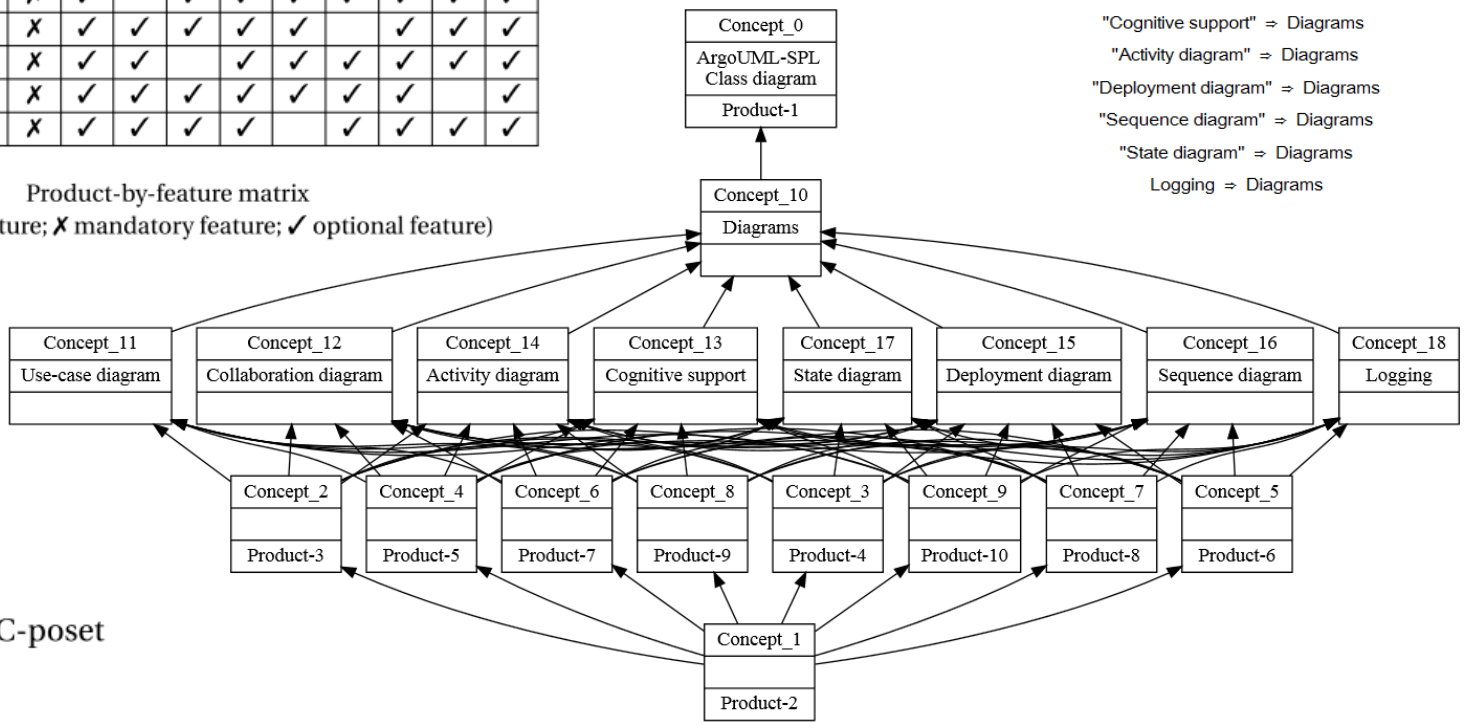 ✗ ✓ ✓ ✓ ✓ ✓ ✓ ✓ ✓
✗ ✓ ✓ ✓ ✓ ✓ ✓ ✓
✗ ✓ ✓ ✓ ✓ ✓ ✓ ✓ ✓
✗ ✓ ✓ ✓ ✓ ✓ ✓ ✓ ✓
Product-by-feature matrix
ture; ✗ mandatory feature; ✓ optional feature)
Concept_0
ArgoUML-SPL
Class diagram
Product-1
"Cognitive support" ⇒ Diagrams
"Activity diagram" ⇒ Diagrams
"Deployment diagram" ⇒ Diagrams
"Sequence diagram" ⇒ Diagrams
"State diagram" ⇒ Diagrams
Logging ⇒ Diagrams
Concept_10
Diagrams
Concept_11 Concept_12 Concept_14 Concept_13 Concept_17 Concept_15 Concept_16 Concept_18
Use-case diagram Collaboration diagram Activity diagram Cognitive support State diagram Deployment diagram Sequence diagram Logging
Concept_2 Concept_4 Concept_6 Concept_8 Concept_3 Concept_9 Concept_7 Concept_5
Product-3 Product-5 Product-7 Product-9 Product-4 Product-10 Product-8 Product-6
C-poset
Concept_1
Product-2